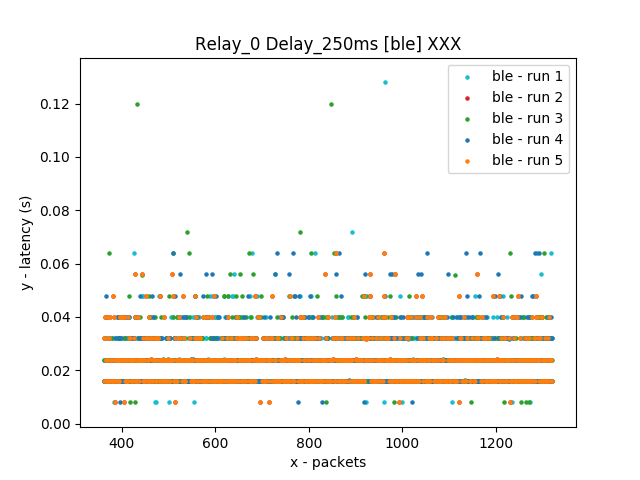 Relay_0 Delay_250ms [ble] XXX
ble - run 1
ble - run 2
ble - run 3
ble - run 4
ble - run 5
y - latency (s)
0.12
0.10
0.08
0.06
0.04
0.02
0.00
400 600 800 1000 1200
x - packets